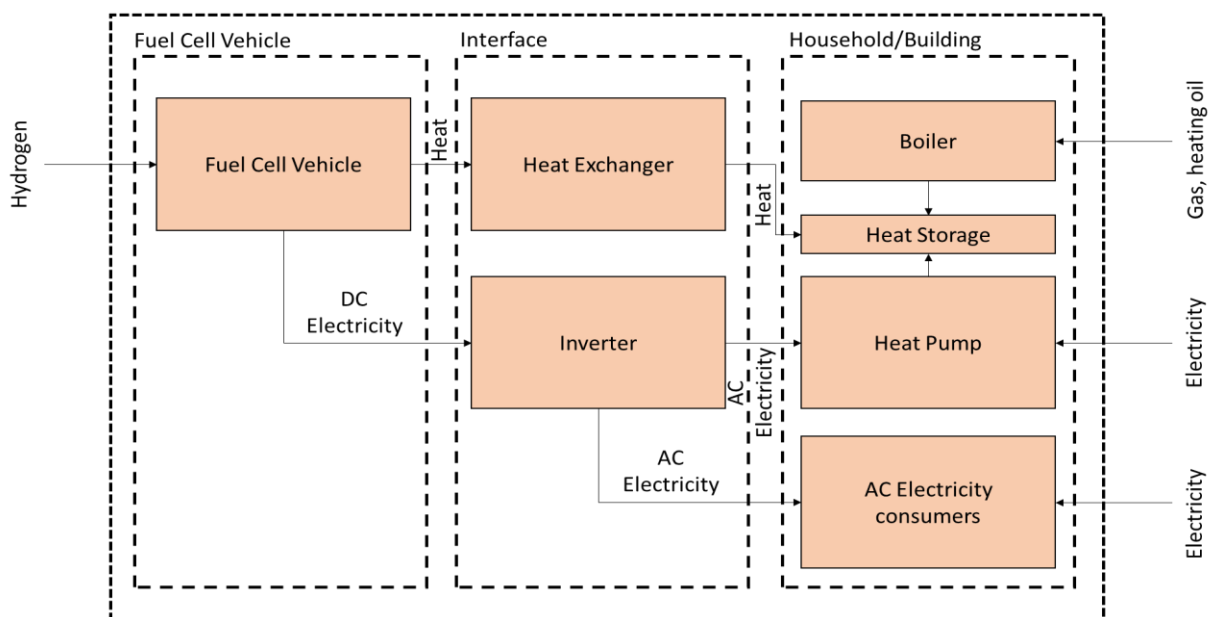 Fuel Cell Vehicle
Interface
Household/Building
Hydrogen
Fuel Cell Vehicle
Heat
Heat Exchanger
Heat
Boiler
Gas, heating oil
Heat Storage
DC
Electricity
Inverter
AC
Electricity
Heat Pump
Electricity
AC
Electricity
AC Electricity
consumers
Electricity